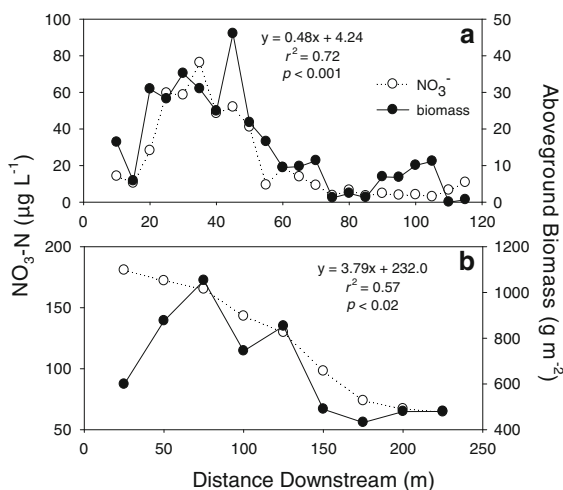 100
80
60
40
20
0
50
40
30
20
10
0
y = 0.48x + 4.24
r² = 0.72
p < 0.001
a
NO₃⁻
biomass
0 20 40 60 80 100 120
NO₃-N (µg L⁻¹)
Aboveground Biomass (g m⁻²)
200
150
100
50
1200
1000
800
600
400
y = 3.79x + 232.0
r² = 0.57
p < 0.02
b
0 50 100 150 200 250
Distance Downstream (m)